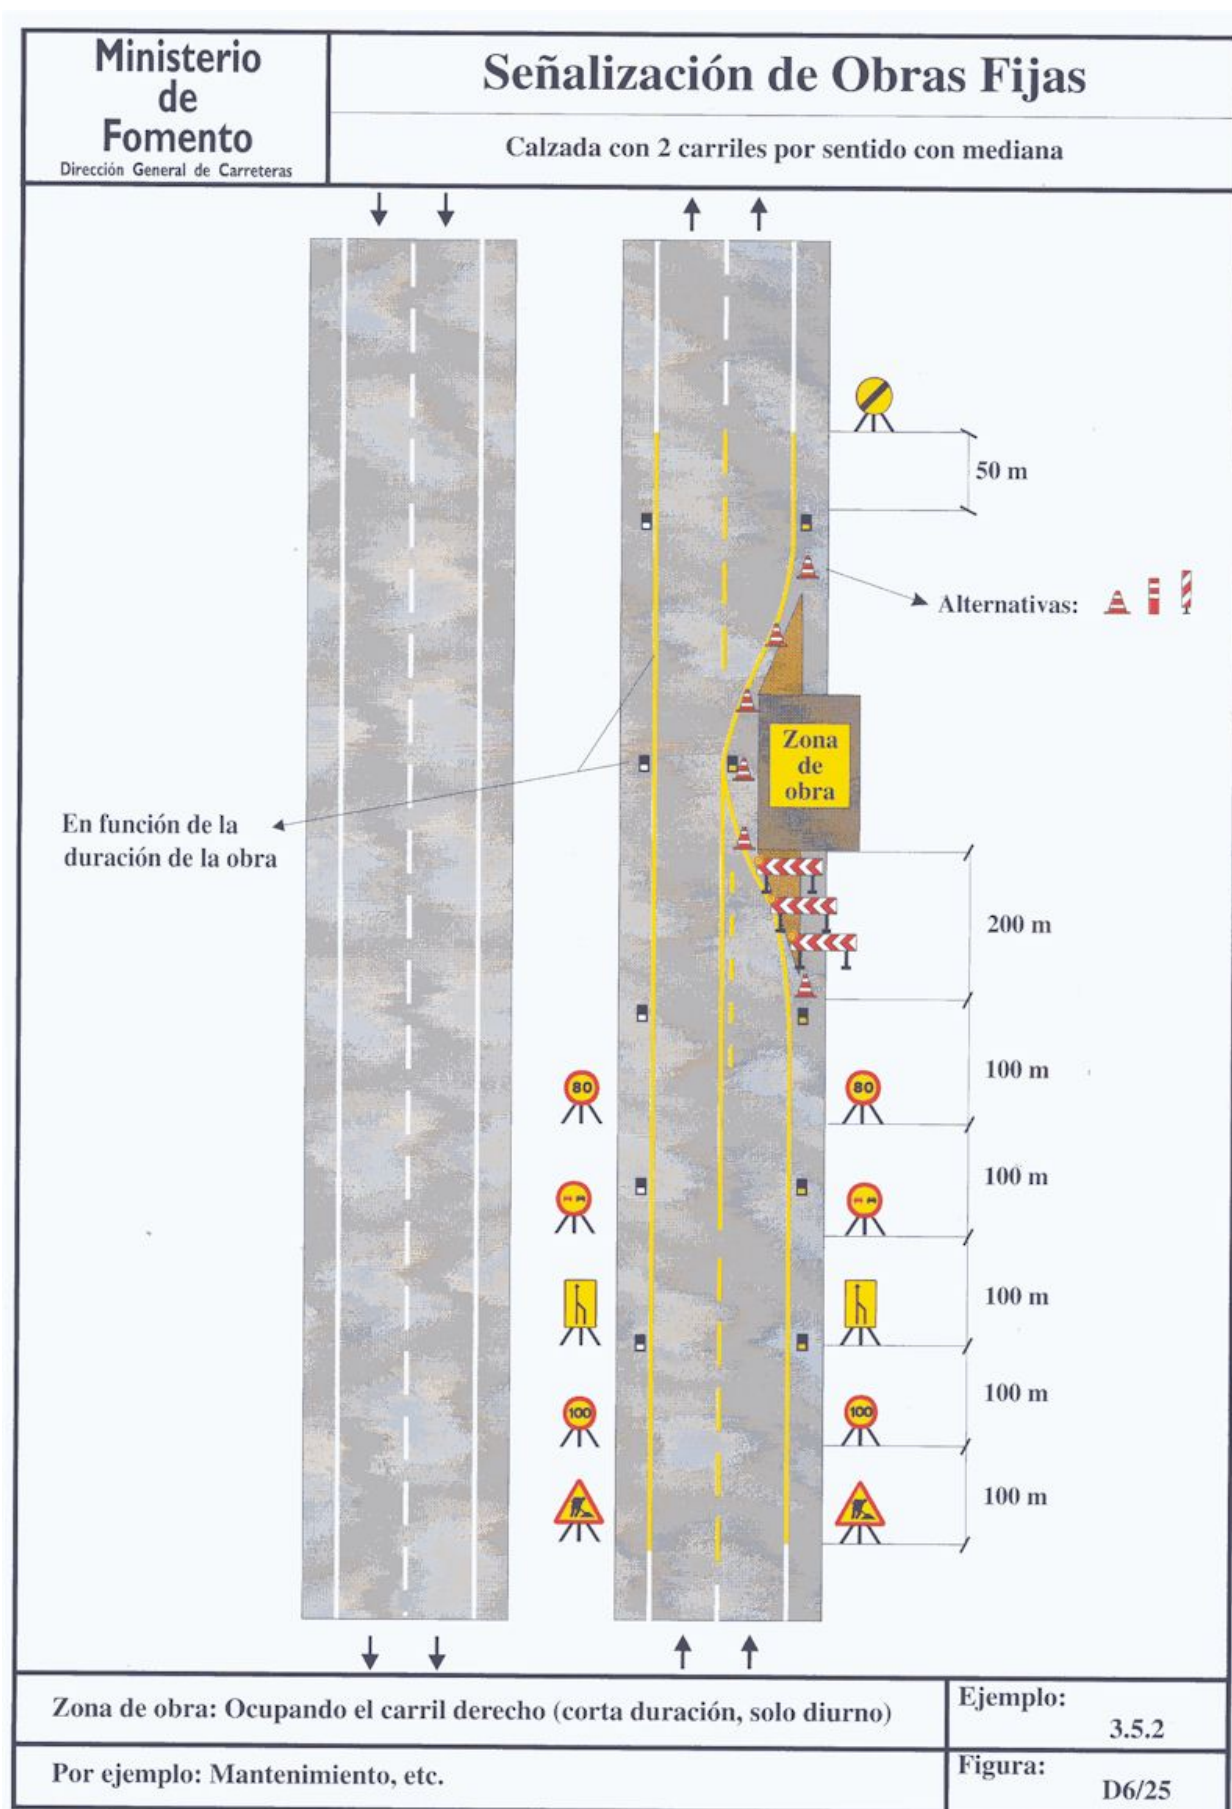 Ministerio
de
Fomento
Dirección General de Carreteras
Señalización de Obras Fijas
Calzada con 2 carriles por sentido con mediana
50 m
Alternativas:
Zona
de
obra
En función de la
duración de la obra
200 m
100 m
80
80
100 m
100 m
100 m
100
100
100 m
Zona de obra: Ocupando el carril derecho (corta duración, solo diurno)
Ejemplo:
3.5.2
Por ejemplo: Mantenimiento, etc.
Figura:
D6/25